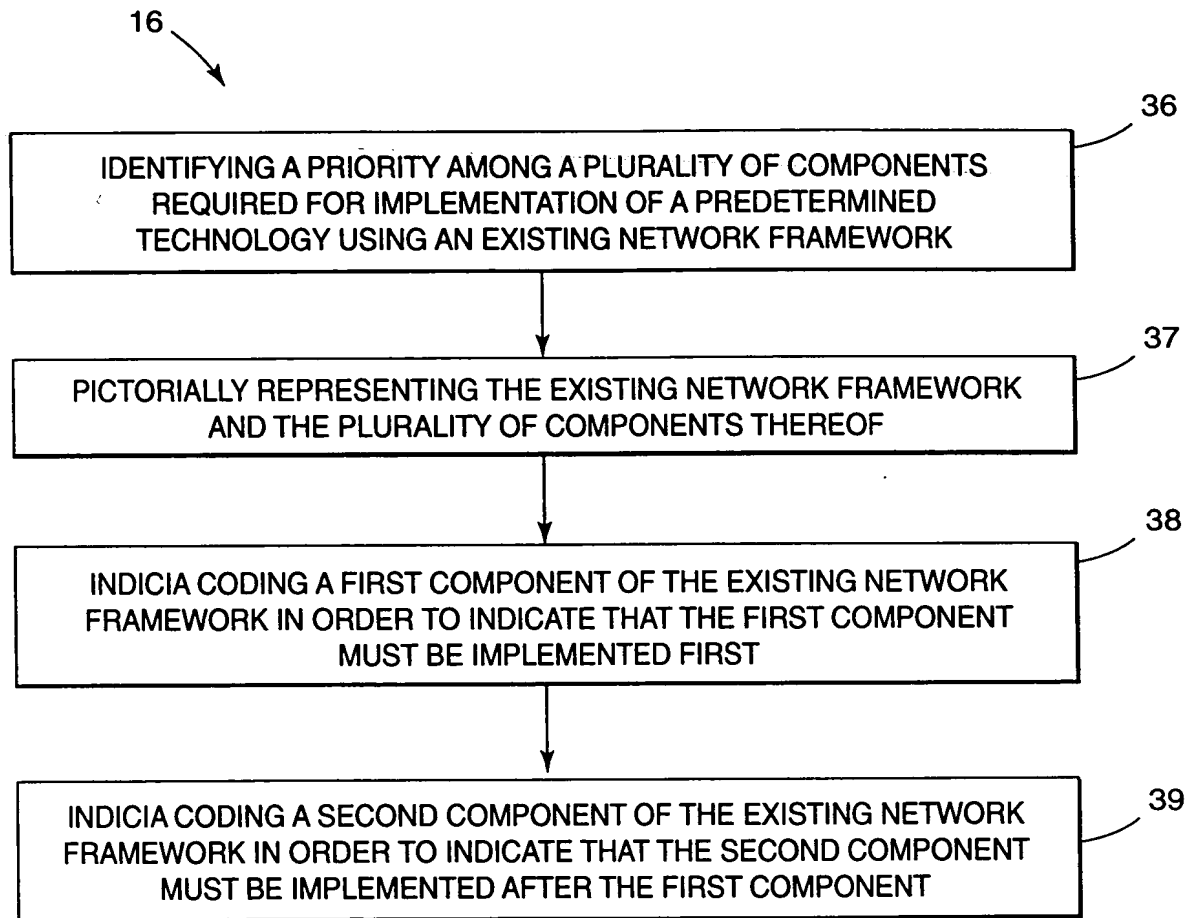 16
36
IDENTIFYING A PRIORITY AMONG A PLURALITY OF COMPONENTS
REQUIRED FOR IMPLEMENTATION OF A PREDETERMINED
TECHNOLOGY USING AN EXISTING NETWORK FRAMEWORK
37
PICTORIALLY REPRESENTING THE EXISTING NETWORK FRAMEWORK
AND THE PLURALITY OF COMPONENTS THEREOF
38
INDICIA CODING A FIRST COMPONENT OF THE EXISTING NETWORK
FRAMEWORK IN ORDER TO INDICATE THAT THE FIRST COMPONENT
MUST BE IMPLEMENTED FIRST
39
INDICIA CODING A SECOND COMPONENT OF THE EXISTING NETWORK
FRAMEWORK IN ORDER TO INDICATE THAT THE SECOND COMPONENT
MUST BE IMPLEMENTED AFTER THE FIRST COMPONENT